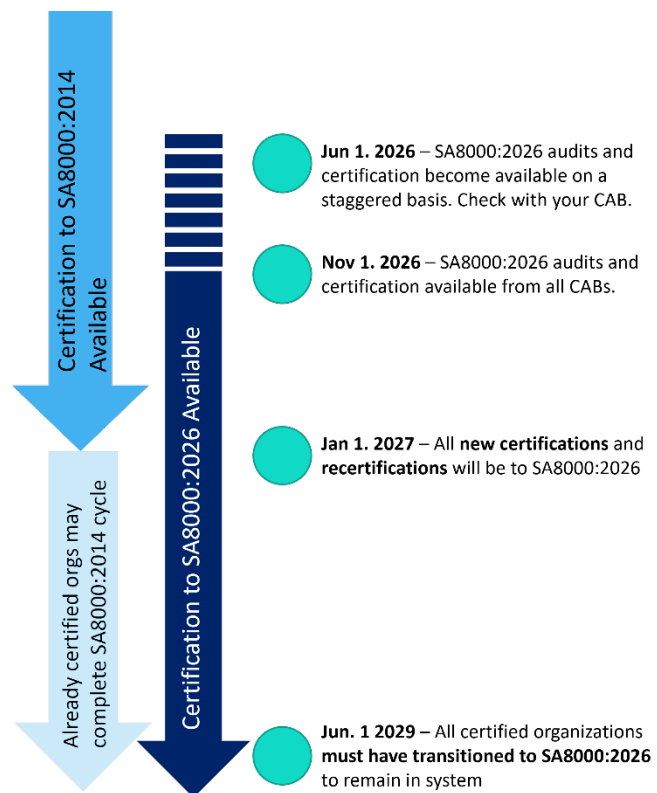 Certification to SA8000:2014
Available
Already certified orgs may
complete SA8000:2014 cycle
Certification to SA8000:2026 Available
Jun 1. 2026 – SA8000:2026 audits and
certification become available on a
staggered basis. Check with your CAB.
Nov 1. 2026 – SA8000:2026 audits and
certification available from all CABs.
Jan 1. 2027 – All new certifications and
recertifications will be to SA8000:2026
Jun. 1 2029 – All certified organizations
must have transitioned to SA8000:2026
to remain in system